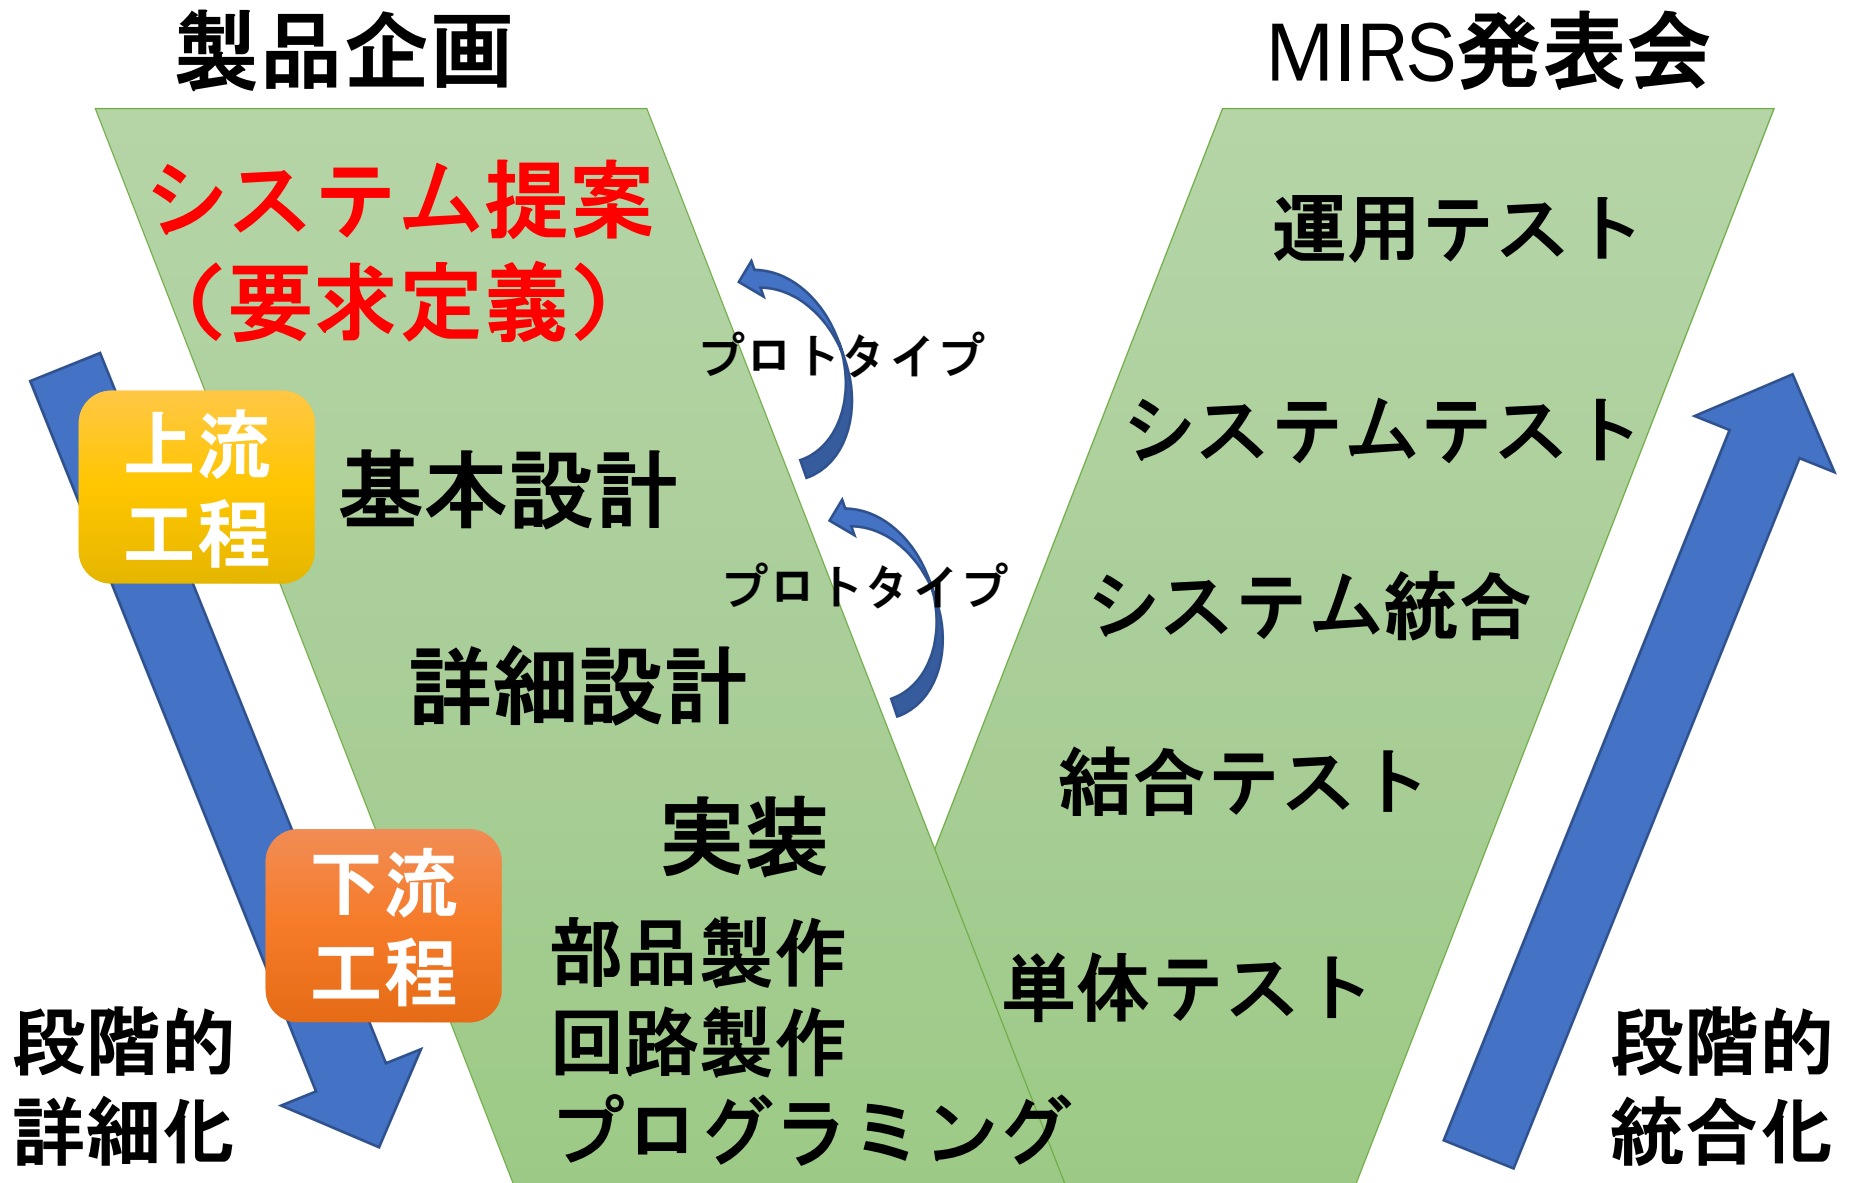 製品企画
MIRS発表会
システム提案
（要求定義）
プロトタイプ
上流
工程
基本設計
プロトタイプ
詳細設計
実装
下流
工程
部品製作
回路製作
プログラミング
段階的
詳細化
運用テスト
システムテスト
システム統合
結合テスト
単体テスト
段階的
統合化